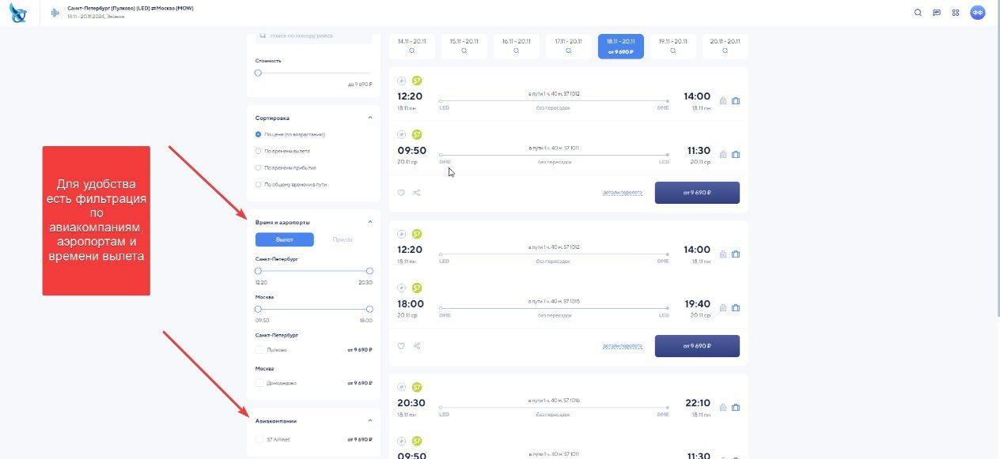 Санкт-Петербург (Пулково) (LED) ⇄ Москва (MOW)
18.11 - 20.11.2024, Эконом
ФФ
поиск по номеру рейса
Стоимость
до 9 690 ₽
Сортировка
По цене (по возрастанию)
По времени вылета
По времени прибытия
По общему времени в пути
Время и аэропорты
Вылет Прилёт
Санкт-Петербург
12:20 20:30
Москва
09:50 18:00
Санкт-Петербург
Пулково от 9 690 ₽
Москва
Домодедово от 9 690 ₽
Авиакомпании
S7 Airlines от 9 690 ₽
Для удобства
есть фильтрация
по
авиакомпаниям,
аэропортам и
времени вылета
14.11 - 20.11 15.11 - 20.11 16.11 - 20.11 17.11 - 20.11 18.11 - 20.11 19.11 - 20.11 20.11 - 20.11
от 9 690 ₽
S7
12:20 в пути 1 ч. 40 м. S7 1012 14:00
18.11 пн LED без пересадок DME 18.11 пн
S7
09:50 в пути 1 ч. 40 м. S7 1011 11:30
20.11 ср DME без пересадок LED 20.11 ср
детали перелета от 9 690 ₽
S7
12:20 в пути 1 ч. 40 м. S7 1012 14:00
18.11 пн LED без пересадок DME 18.11 пн
S7
18:00 в пути 1 ч. 40 м. S7 1015 19:40
20.11 ср DME без пересадок LED 20.11 ср
детали перелета от 9 690 ₽
S7
20:30 в пути 1 ч. 40 м. S7 1016 22:10
18.11 пн LED без пересадок DME 18.11 пн
S7
09:50 в пути 1 ч. 40 м. S7 1011 11:30